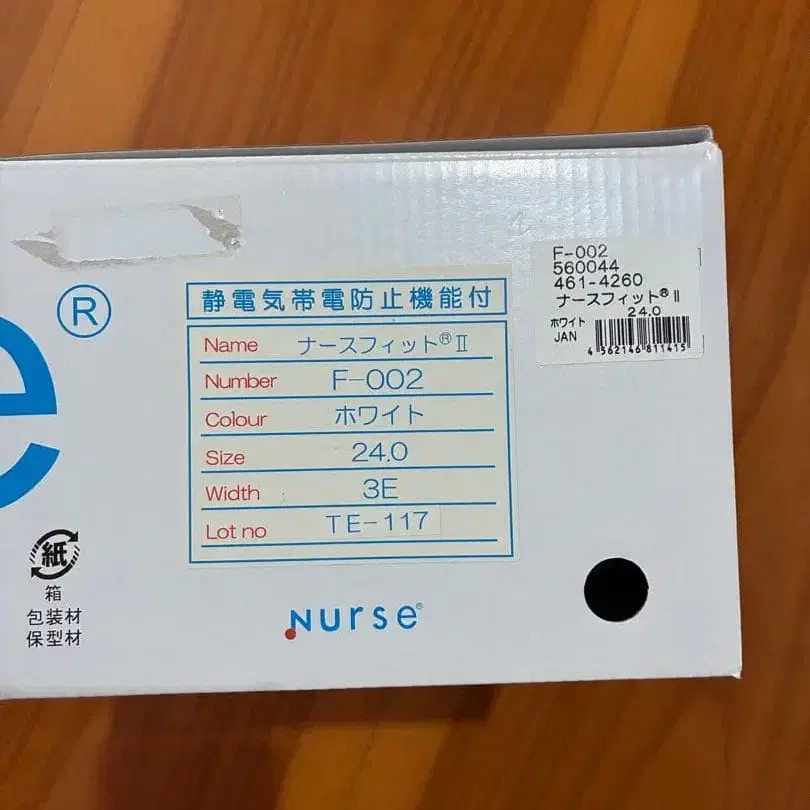 e®
静電気帯電防止機能付
Name ナースフィット®Ⅱ
Number F-002
Colour ホワイト
Size 24.0
Width 3E
Lot no TE-117
F-002
560044
461-4260
ナースフィット®Ⅱ
ホワイト 24.0
JAN
4562146811415
紙
箱
包装材
保型材
Nurse®